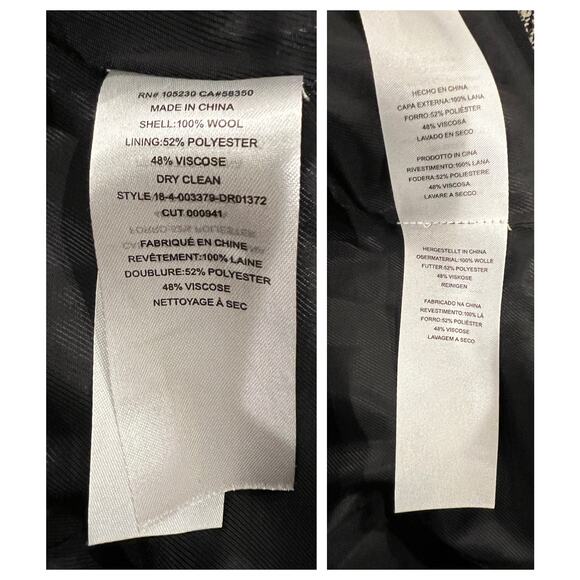 RN# 105230 CA#58350
MADE IN CHINA
SHELL:100% WOOL
LINING:52% POLYESTER
48% VISCOSE
DRY CLEAN
STYLE 18-4-003379-DR01372
CUT 000941
FABRIQUÉ EN CHINE
REVÊTEMENT:100% LAINE
DOUBLURE:52% POLYESTER
48% VISCOSE
NETTOYAGE À SEC
HECHO EN CHINA
CAPA EXTERNA:100% LANA
FORRO:52% POLIÉSTER
48% VISCOSA
LAVADO EN SECO
PRODOTTO IN CINA
RIVESTIMENTO:100% LANA
FODERA:52% POLIESTERE
48% VISCOSA
LAVARE A SECCO
HERGESTELLT IN CHINA
OBERMATERIAL:100% WOLLE
FUTTER:52% POLYESTER
48% VISKOSE
REINIGEN
FABRICADO NA CHINA
REVESTIMENTO:100% LÃ
FORRO:52% POLIÉSTER
48% VISCOSE
LAVAGEM A SECO